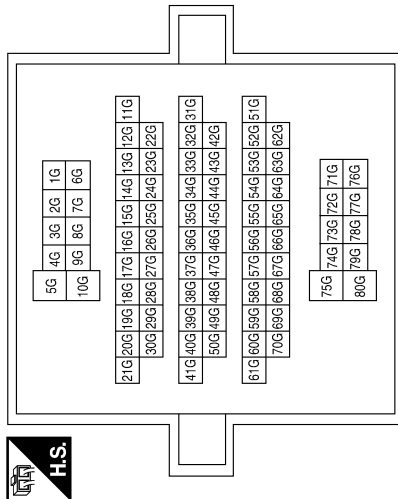 H.S.
5G 4G 3G 2G 1G
10G 9G 8G 7G 6G
21G 20G 19G 18G 17G 16G 15G 14G 13G 12G 11G
30G 29G 28G 27G 26G 25G 24G 23G 22G
41G 40G 39G 38G 37G 36G 35G 34G 33G 32G 31G
50G 49G 48G 47G 46G 45G 44G 43G 42G
61G 60G 59G 58G 57G 56G 55G 54G 53G 52G 51G
70G 69G 68G 67G 66G 65G 64G 63G 62G
75G 74G 73G 72G 71G
80G 79G 78G 77G 76G